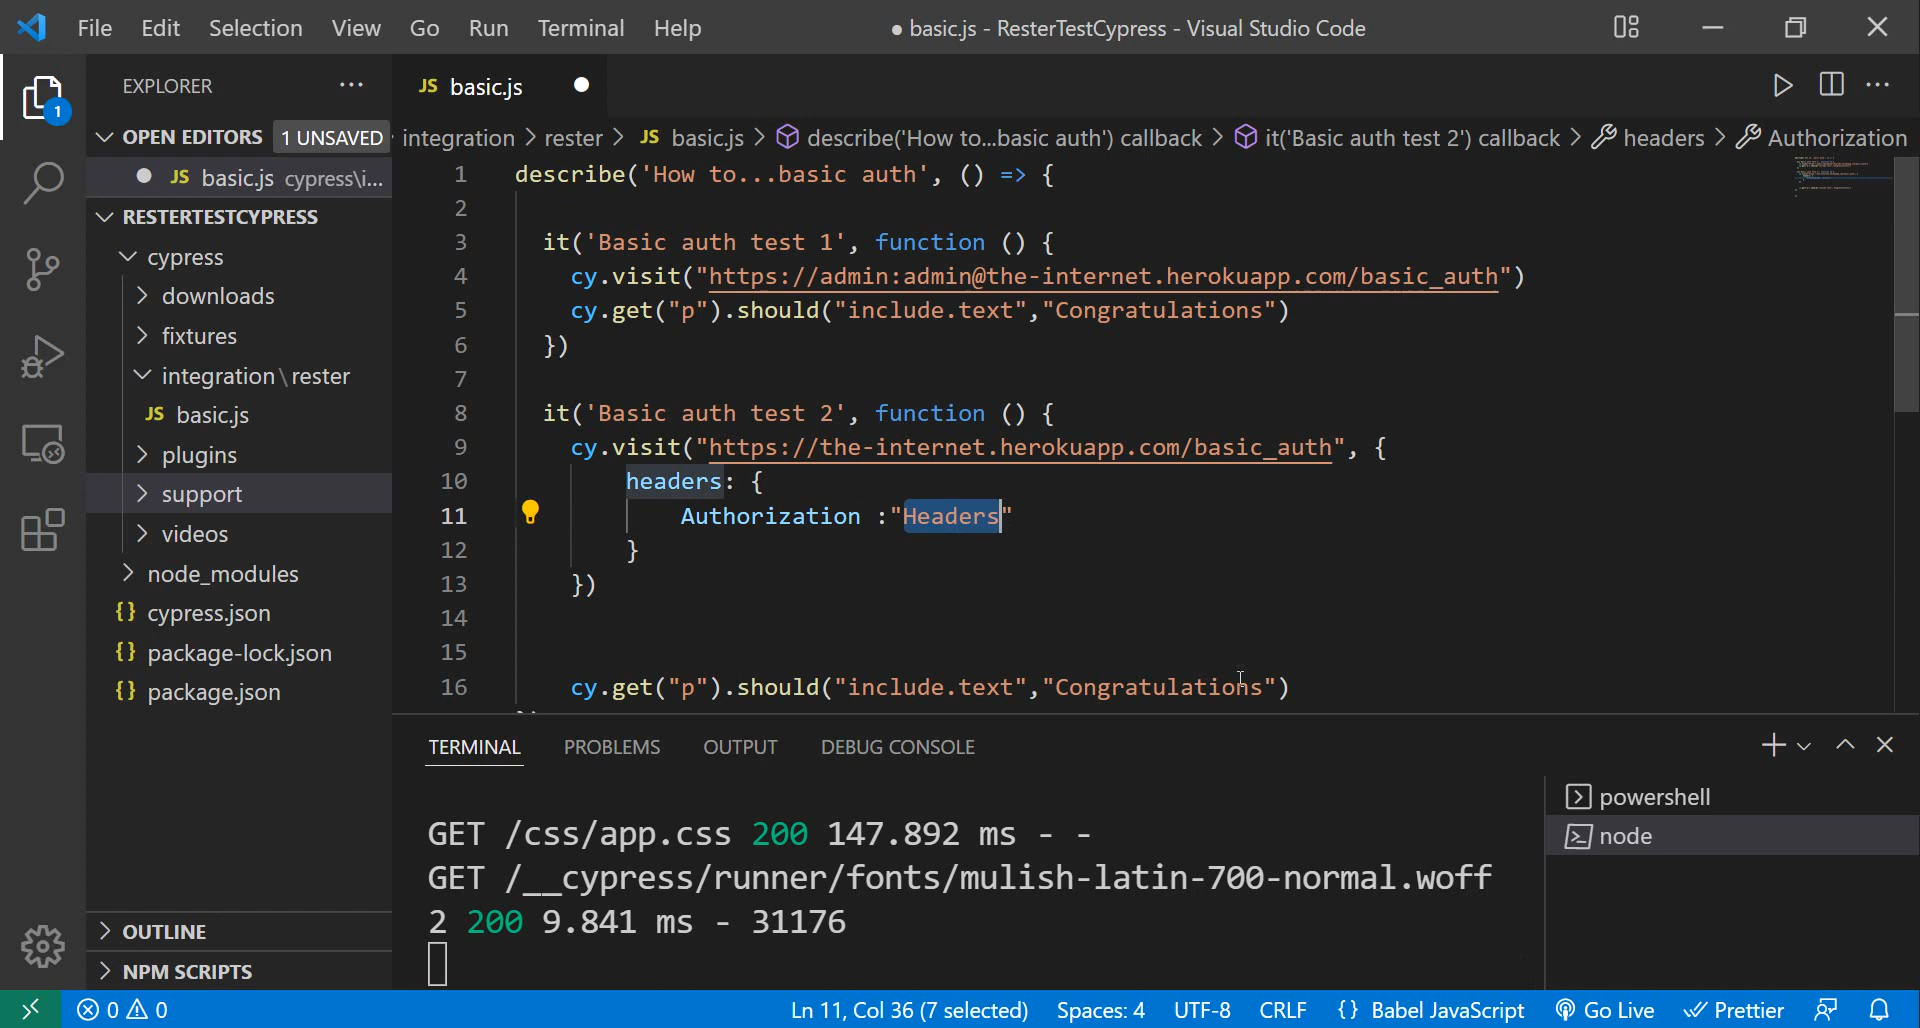 File Edit Selection View Go Run Terminal Help
● basic.js - ResterTestCypress - Visual Studio Code
EXPLORER ···
1
OPEN EDITORS 1 UNSAVED
JS basic.js cypress\i...
RESTERTESTCYPRESS
cypress
downloads
fixtures
integration\rester
JS basic.js
plugins
support
videos
node_modules
{} cypress.json
{} package-lock.json
{} package.json
OUTLINE
NPM SCRIPTS
JS basic.js ●
integration > rester > JS basic.js > describe('How to...basic auth') callback > it('Basic auth test 2') callback > headers > Authorization
1 describe('How to...basic auth', () => {
2
3 it('Basic auth test 1', function () {
4 cy.visit("https://admin:admin@the-internet.herokuapp.com/basic_auth")
5 cy.get("p").should("include.text","Congratulations")
6 })
7
8 it('Basic auth test 2', function () {
9 cy.visit("https://the-internet.herokuapp.com/basic_auth", {
10 headers: {
11 Authorization :"Headers"
12 }
13 })
14
15
16 cy.get("p").should("include.text","Congratulations")
TERMINAL PROBLEMS OUTPUT DEBUG CONSOLE
GET /css/app.css 200 147.892 ms - -
GET /__cypress/runner/fonts/mulish-latin-700-normal.woff
2 200 9.841 ms - 31176
powershell
node
0 0 Ln 11, Col 36 (7 selected) Spaces: 4 UTF-8 CRLF {} Babel JavaScript Go Live Prettier